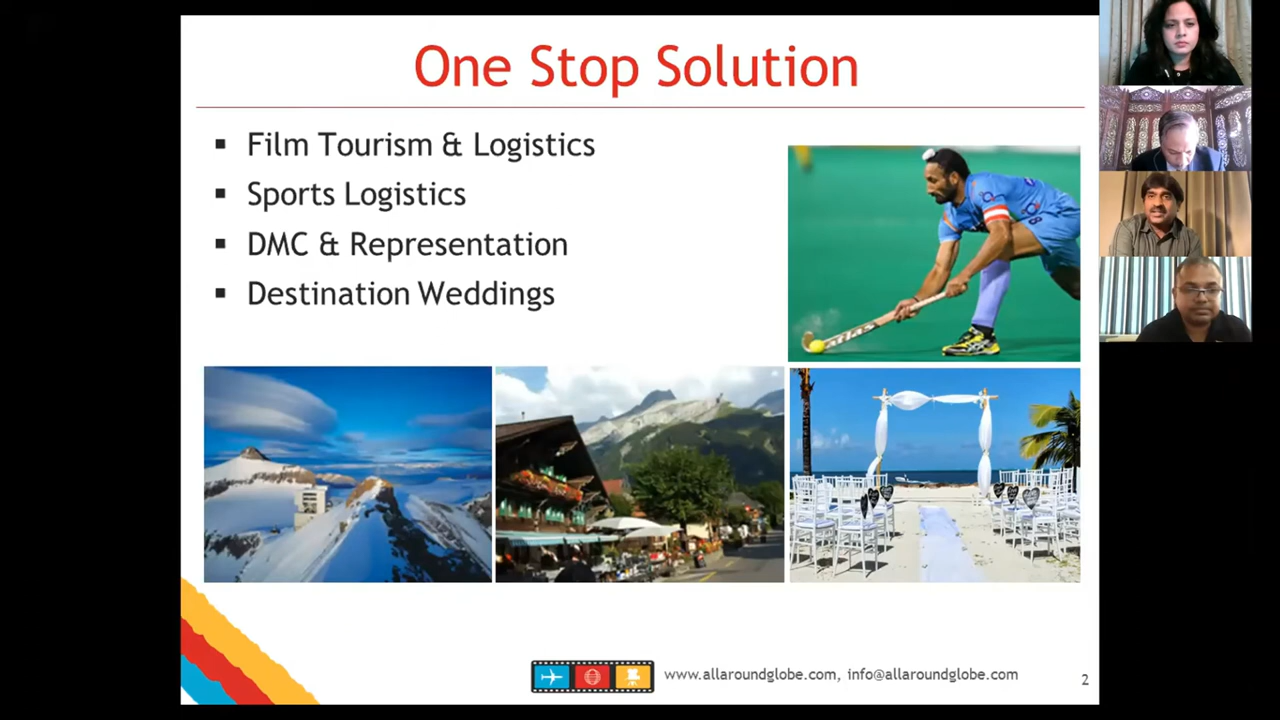 One Stop Solution
▪ Film Tourism & Logistics
▪ Sports Logistics
▪ DMC & Representation
▪ Destination Weddings
atlas
www.allaroundglobe.com, info@allaroundglobe.com
2